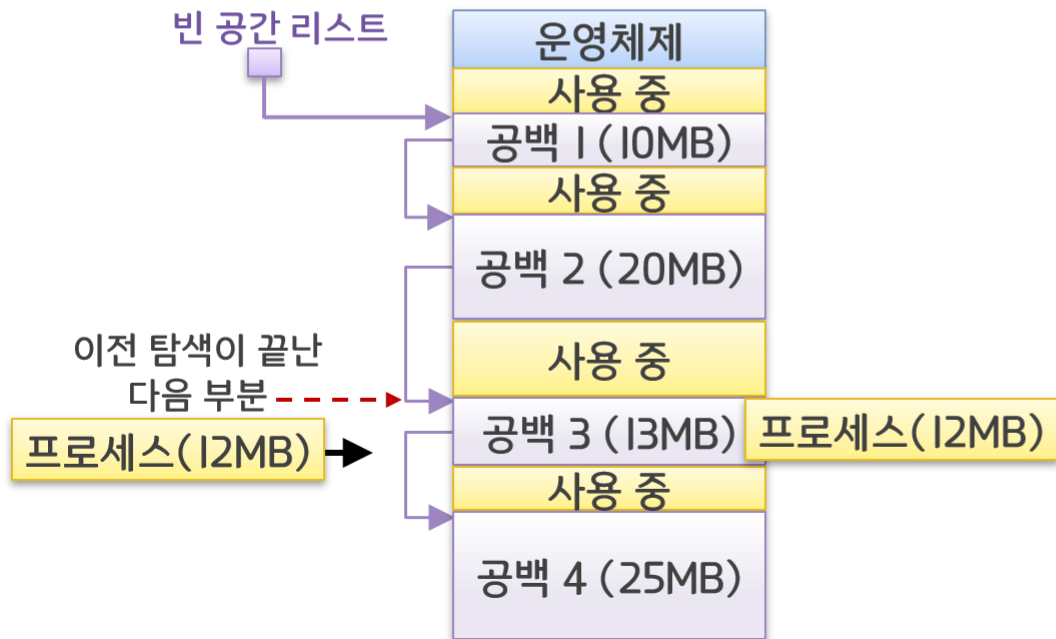 빈 공간 리스트
운영체제
사용 중
공백 1 (10MB)
사용 중
공백 2 (20MB)
사용 중
이전 탐색이 끝난
다음 부분
공백 3 (13MB)
프로세스(12MB)
프로세스(12MB)
사용 중
공백 4 (25MB)